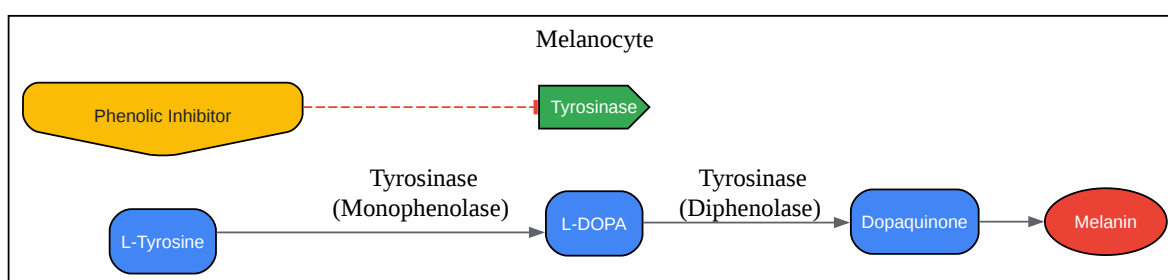 Melanocyte
Phenolic Inhibitor
Tyrosinase
Tyrosinase
(Monophenolase)
Tyrosinase
(Diphenolase)
L-Tyrosine
L-DOPA
Dopaquinone
Melanin